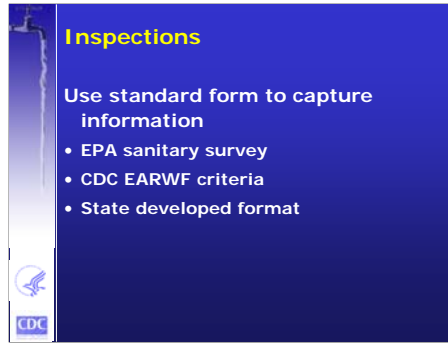 Inspections
Use standard form to capture
information
• EPA sanitary survey
• CDC EARWF criteria
• State developed format
CDC